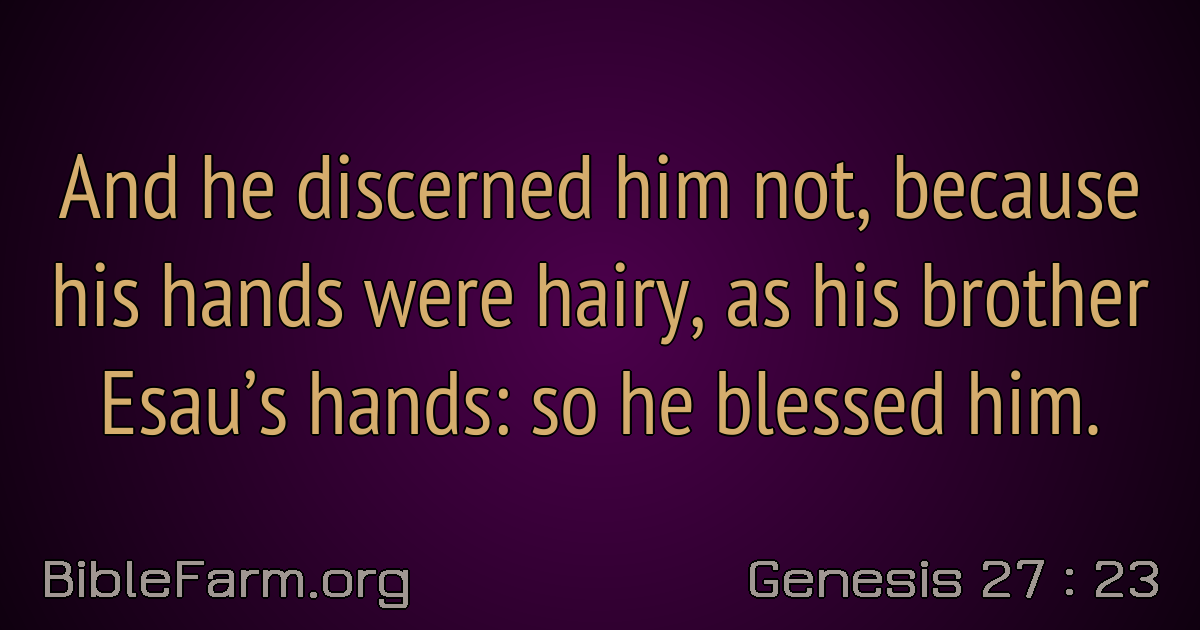 And he discerned him not, because
his hands were hairy, as his brother
Esau’s hands: so he blessed him.
BibleFarm.org
Genesis 27 : 23